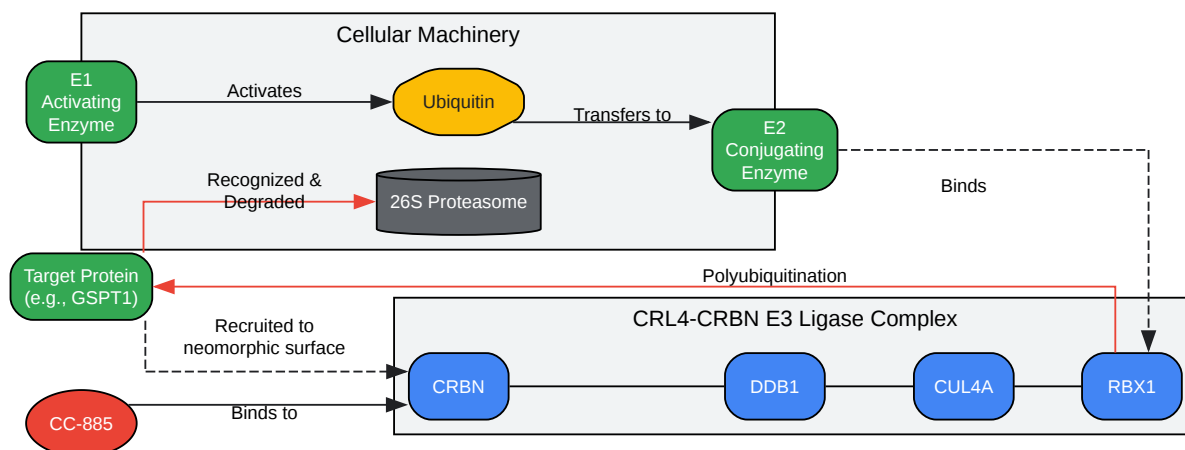 Cellular Machinery
E1
Activating
Enzyme
Activates
Ubiquitin
Transfers to
E2
Conjugating
Enzyme
Recognized &
Degraded
26S Proteasome
Binds
Target Protein
(e.g., GSPT1)
Polyubiquitination
Recruited to
neomorphic surface
CRL4-CRBN E3 Ligase Complex
CRBN
DDB1
CUL4A
RBX1
CC-885
Binds to